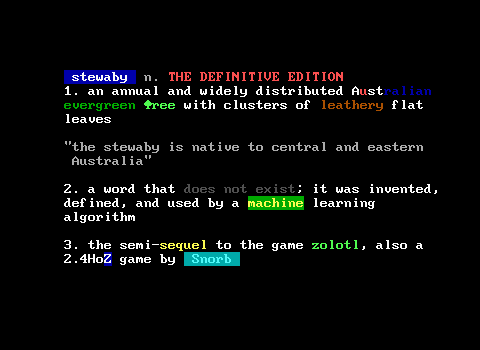 stewaby n. THE DEFINITIVE EDITION
1. an annual and widely distributed Australian
evergreen tree with clusters of leathery flat
leaves
"the stewaby is native to central and eastern
Australia"
2. a word that does not exist; it was invented,
defined, and used by a machine learning
algorithm
3. the semi-sequel to the game zolotl, also a
2.4HoZ game by Snorb